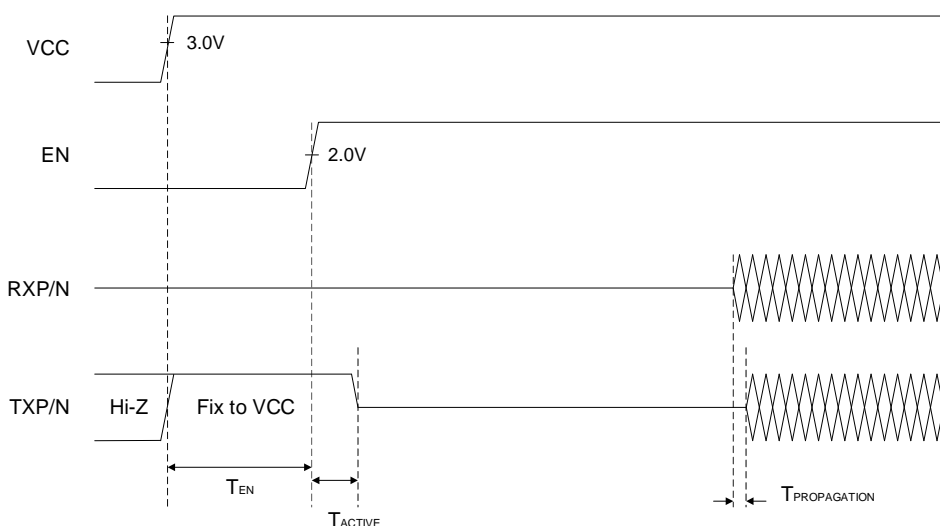 VCC
3.0V
EN
2.0V
RXP/N
TXP/N
Hi-Z
Fix to VCC
TEN
TACTIVE
TPROPAGATION